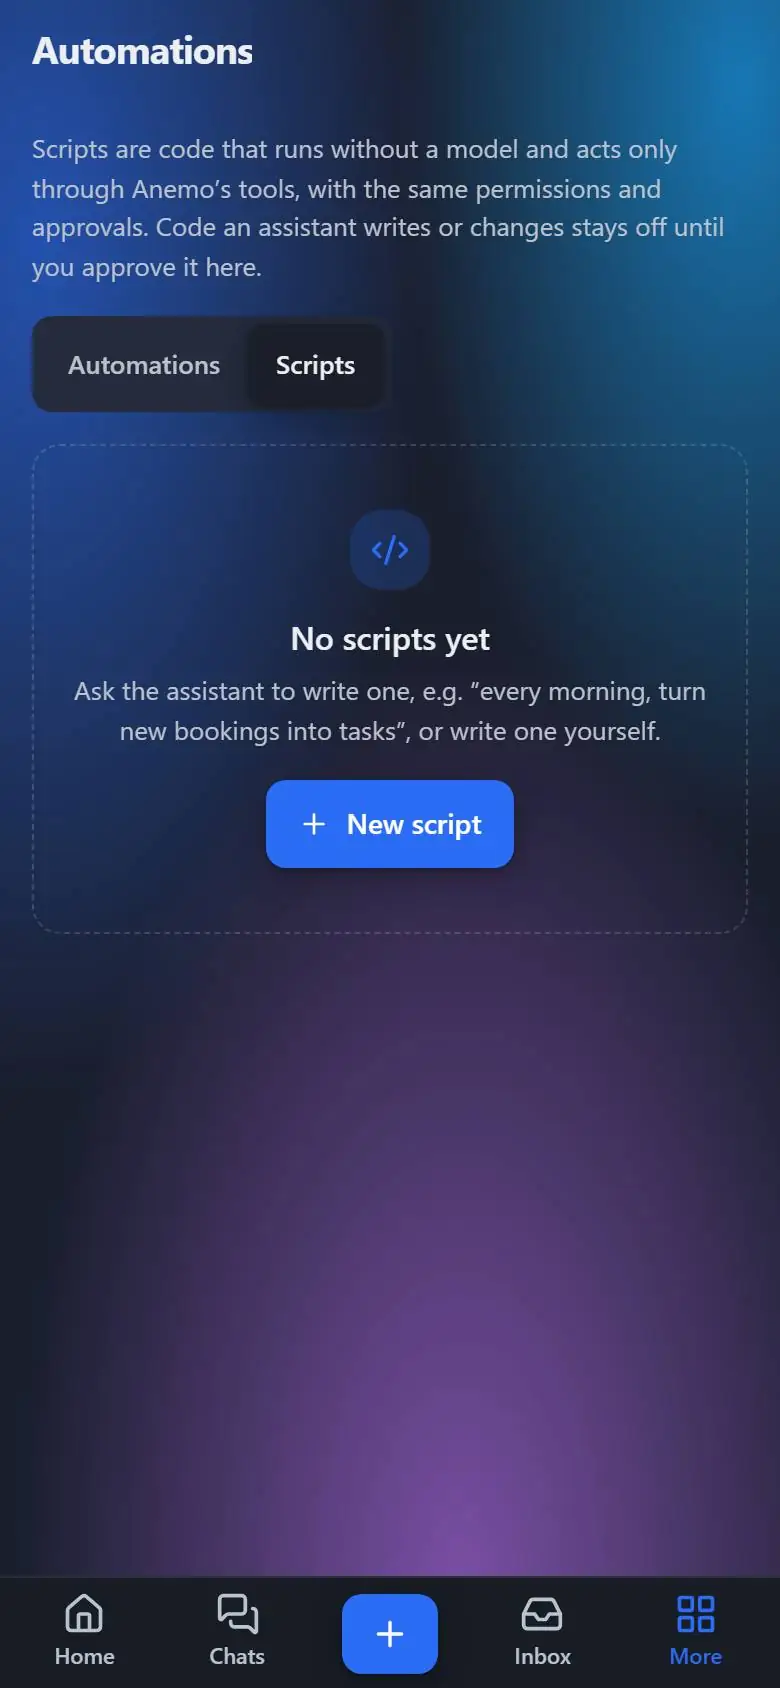 Automations
Scripts are code that runs without a model and acts only
through Anemo’s tools, with the same permissions and
approvals. Code an assistant writes or changes stays off until
you approve it here.
Automations
Scripts
No scripts yet
Ask the assistant to write one, e.g. “every morning, turn
new bookings into tasks”, or write one yourself.
New script
Home
Chats
Inbox
More